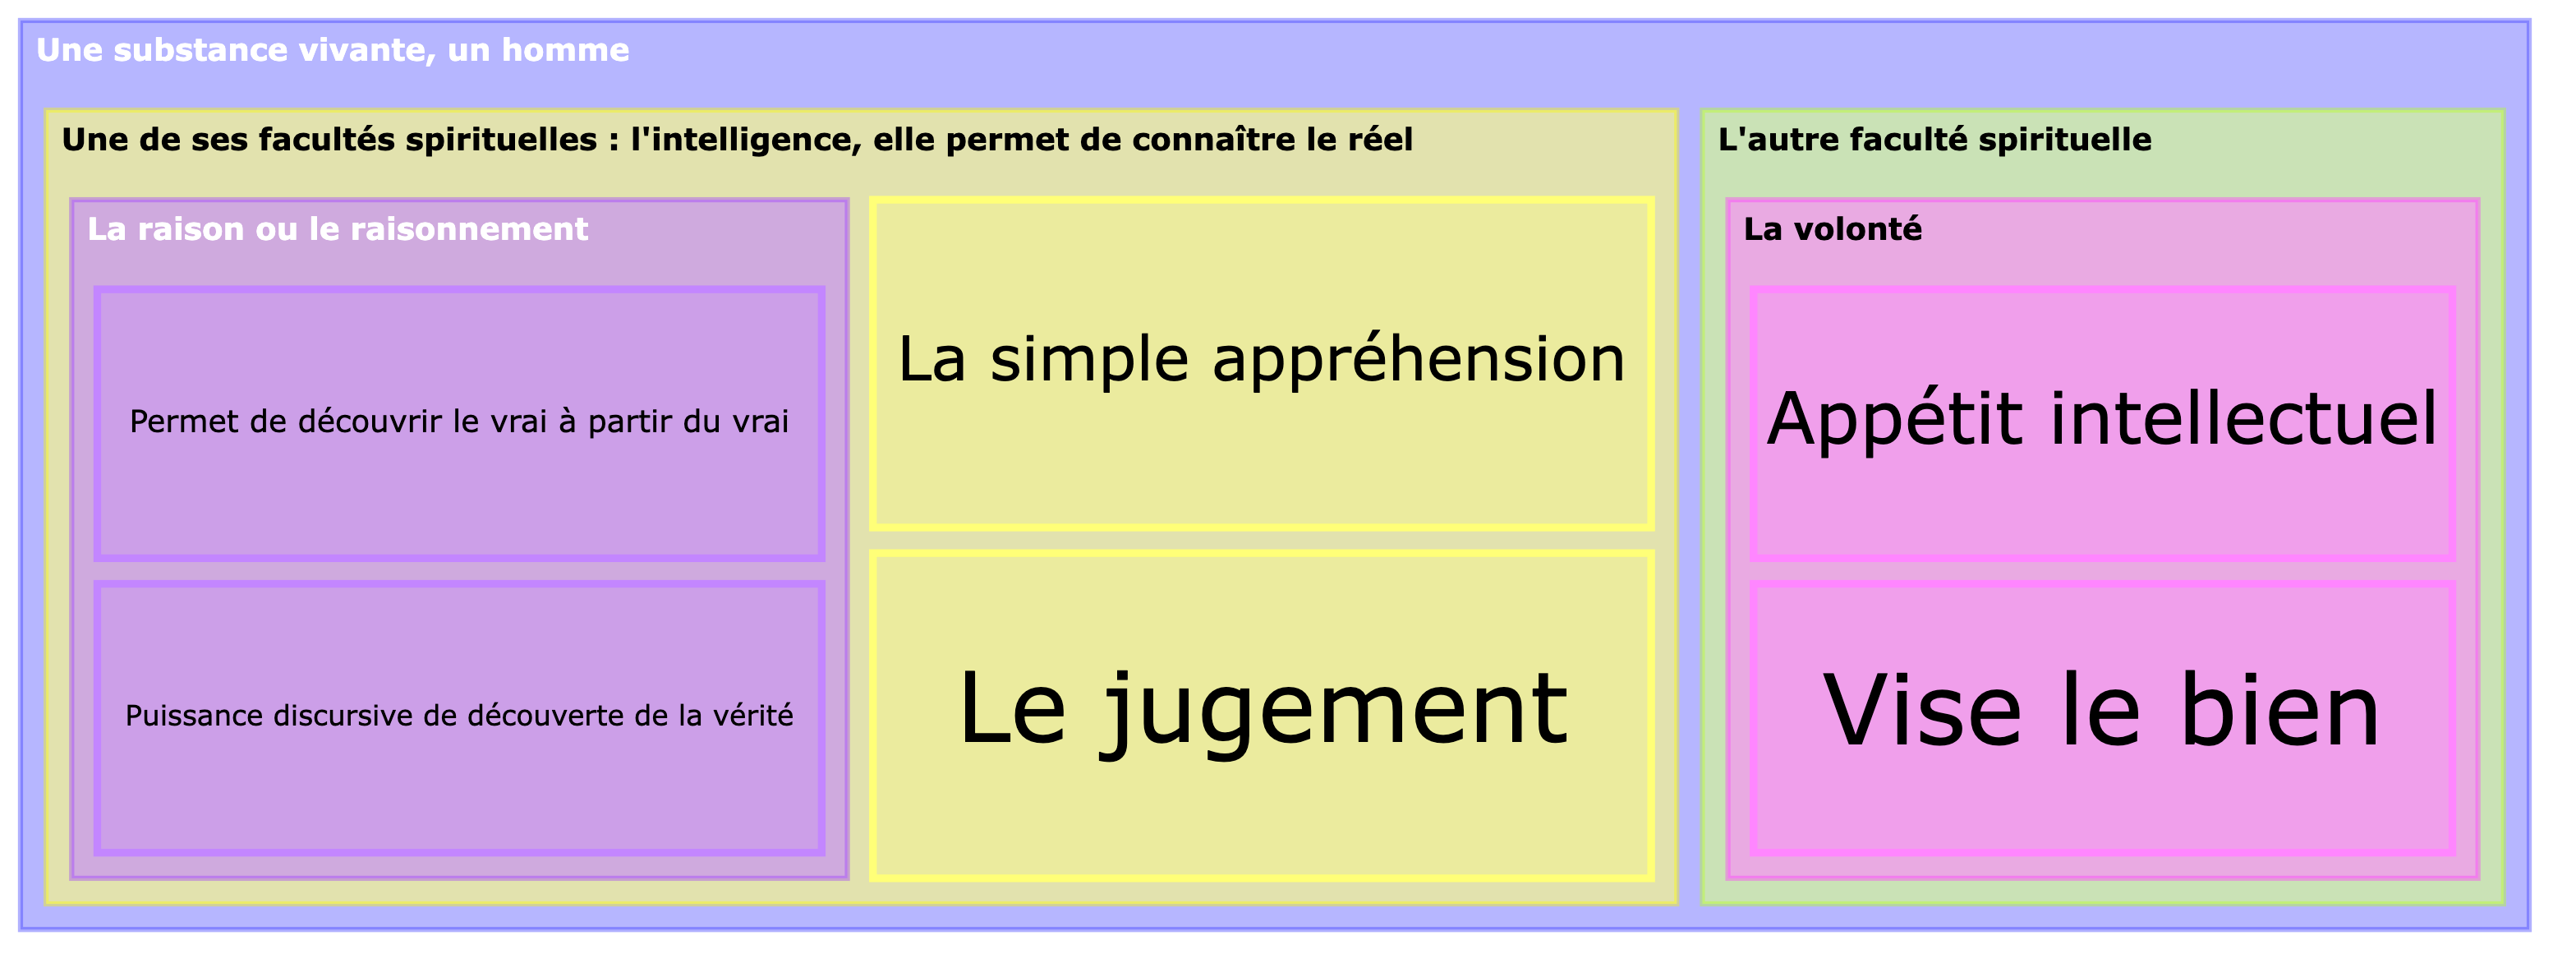 Une substance vivante, un homme
Une de ses facultés spirituelles : l'intelligence, elle permet de connaître le réel
La raison ou le raisonnement
Permet de découvrir le vrai à partir du vrai
Puissance discursive de découverte de la vérité
La simple appréhension
Le jugement
L'autre faculté spirituelle
La volonté
Appétit intellectuel
Vise le bien